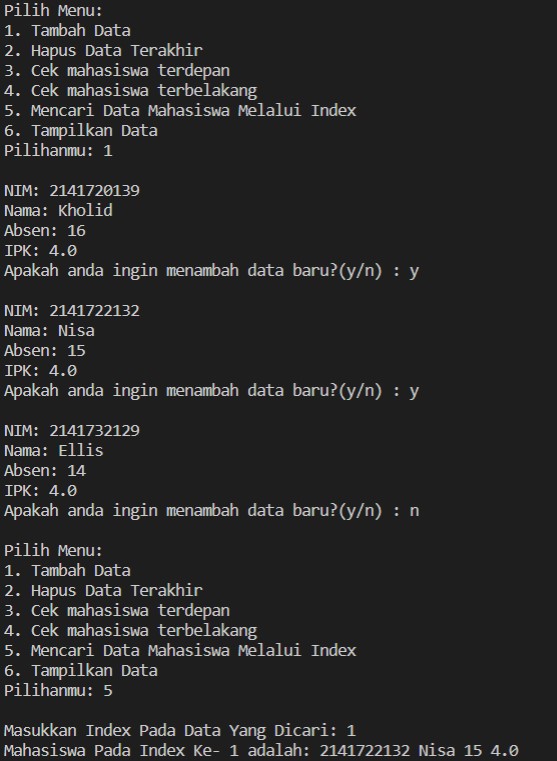 Pilih Menu:
1. Tambah Data
2. Hapus Data Terakhir
3. Cek mahasiswa terdepan
4. Cek mahasiswa terbelakang
5. Mencari Data Mahasiswa Melalui Index
6. Tampilkan Data
Pilihanmu: 1
NIM: 2141720139
Nama: Kholid
Absen: 16
IPK: 4.0
Apakah anda ingin menambah data baru?(y/n) : y
NIM: 2141722132
Nama: Nisa
Absen: 15
IPK: 4.0
Apakah anda ingin menambah data baru?(y/n) : y
NIM: 2141732129
Nama: Ellis
Absen: 14
IPK: 4.0
Apakah anda ingin menambah data baru?(y/n) : n
Pilih Menu:
1. Tambah Data
2. Hapus Data Terakhir
3. Cek mahasiswa terdepan
4. Cek mahasiswa terbelakang
5. Mencari Data Mahasiswa Melalui Index
6. Tampilkan Data
Pilihanmu: 5
Masukkan Index Pada Data Yang Dicari: 1
Mahasiswa Pada Index Ke- 1 adalah: 2141722132 Nisa 15 4.0